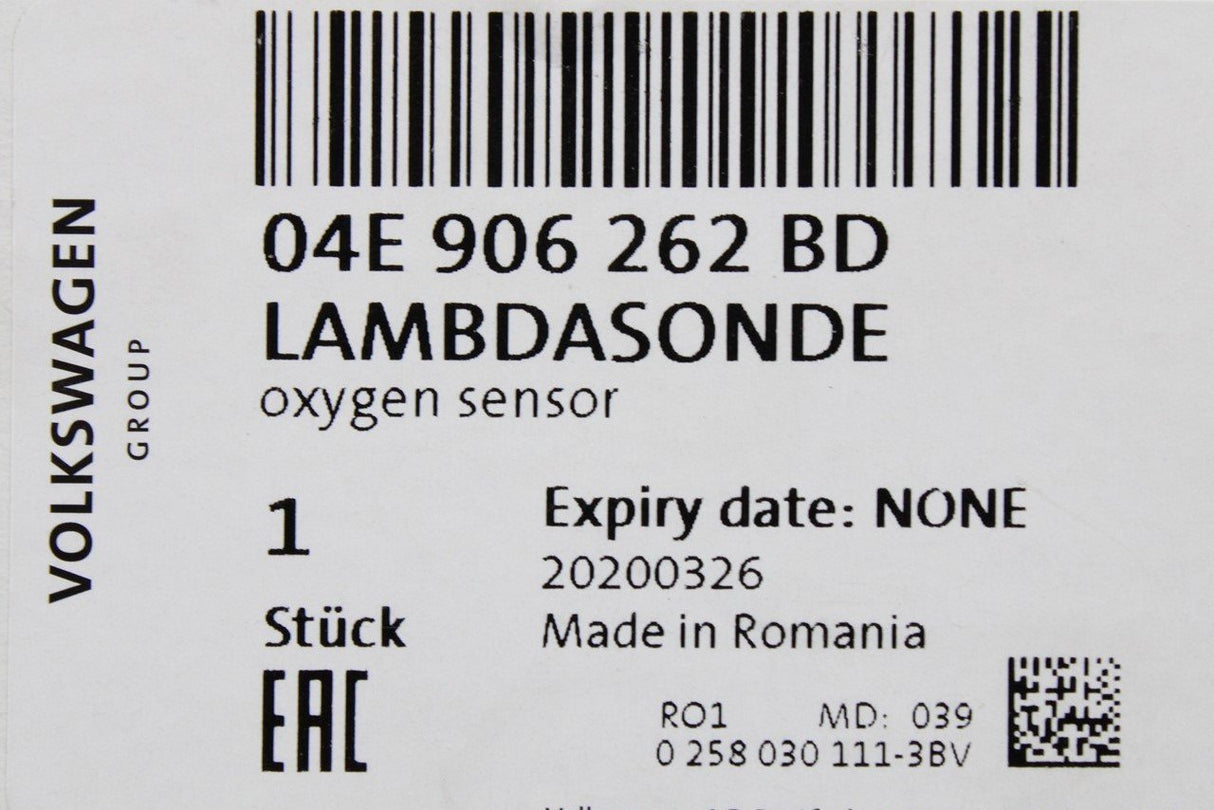 VOLKSWAGEN
GROUP
04E 906 262 BD
LAMBDASONDE
oxygen sensor
1
Stück
Expiry date: NONE
20200326
Made in Romania
EAC
RO1 MD: 039
0 258 030 111-3BV